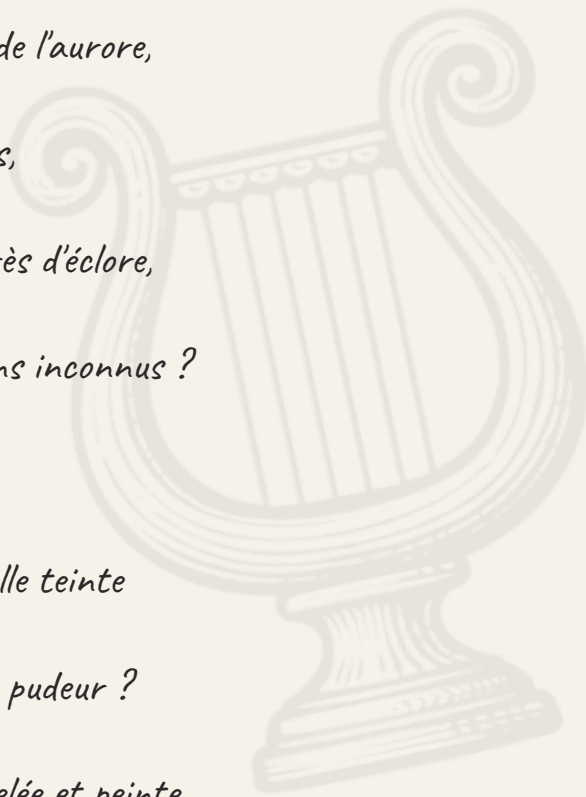 de l'aurore,
s,
ès d'éclore,
ns inconnus ?
lle teinte
pudeur ?
elée et peinte